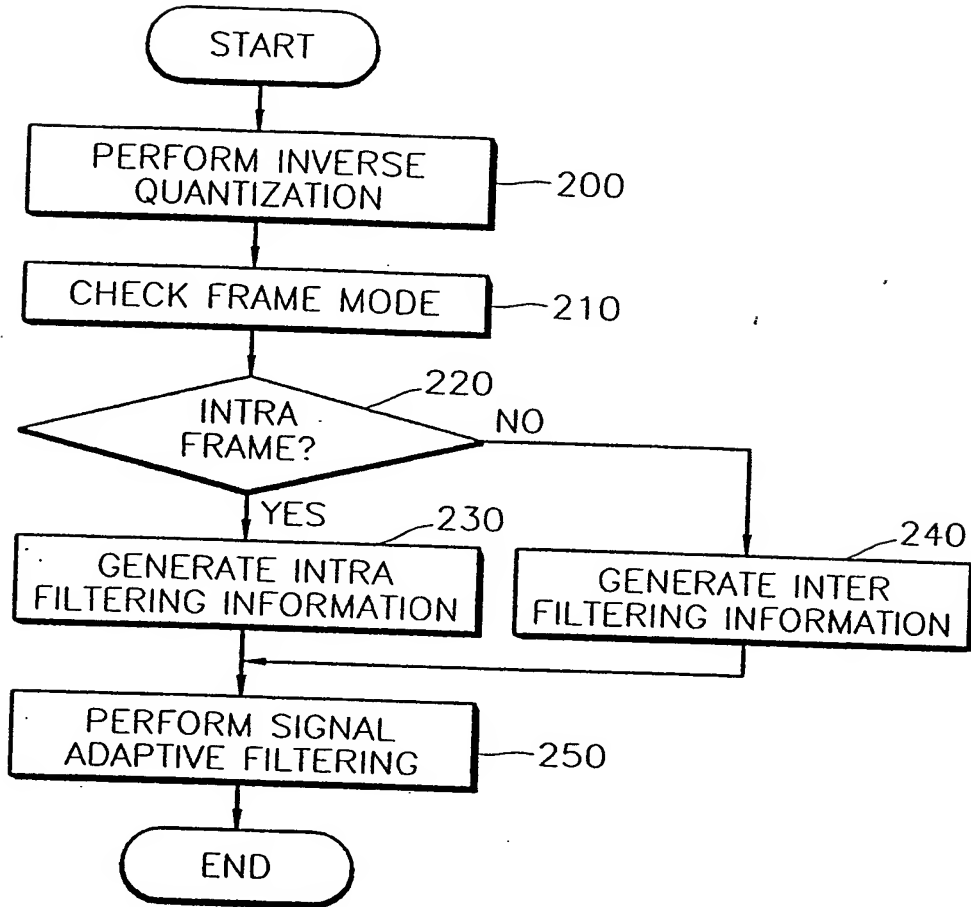 START
PERFORM INVERSE
QUANTIZATION
200
CHECK FRAME MODE
210
220
INTRA
FRAME?
NO
YES
230
GENERATE INTRA
FILTERING INFORMATION
240
GENERATE INTER
FILTERING INFORMATION
PERFORM SIGNAL
ADAPTIVE FILTERING
250
END